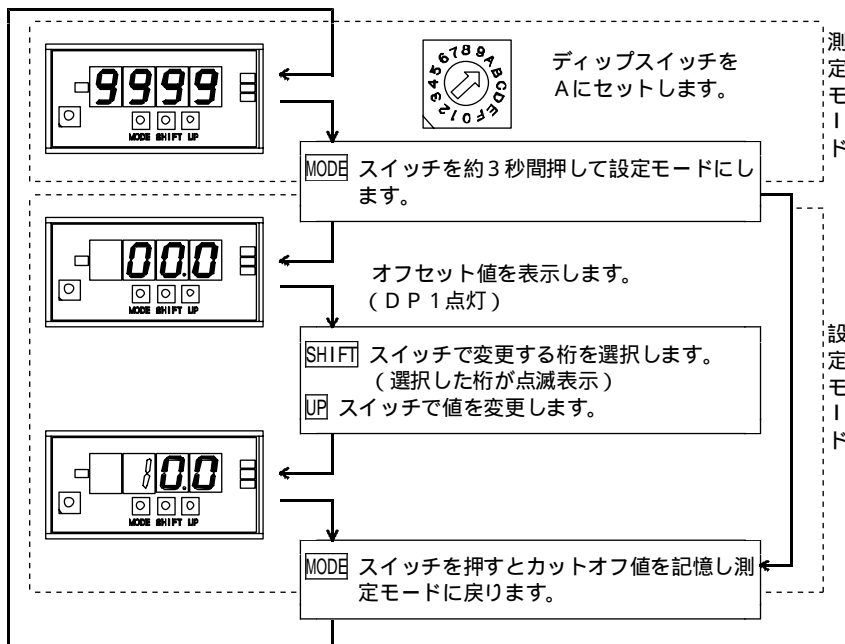 9999
MODE SHIFT UP
456789ABCDEF0123
ディップスイッチを
Aにセットします。
測定モード
MODE スイッチを約3秒間押して設定モードにし
ます。
00.0
MODE SHIFT UP
オフセット値を表示します。
(DP1点灯)
SHIFT スイッチで変更する桁を選択します。
(選択した桁が点滅表示)
UP スイッチで値を変更します。
設定モード
10.0
MODE SHIFT UP
MODE スイッチを押すとカットオフ値を記憶し測
定モードに戻ります。